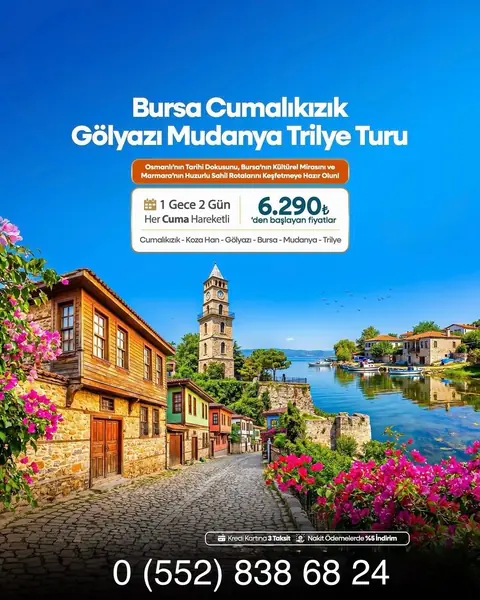 Bursa Cumalıkızık
Gölyazı Mudanya Trilye Turu
Osmanlı'nın Tarihi Dokusunu, Bursa'nın Kültürel Mirasını ve
Marmara'nın Huzurlu Sahil Rotalarını Keşfetmeye Hazır Olun!
1 Gece 2 Gün
Her Cuma Hareketli
6.290₺
'den başlayan fiyatlar
Cumalıkızık - Koza Han - Gölyazı - Bursa - Mudanya - Trilye
Kredi Kartına 3 Taksit
Nakit Ödemelerde %5 İndirim
0 (552) 838 68 24